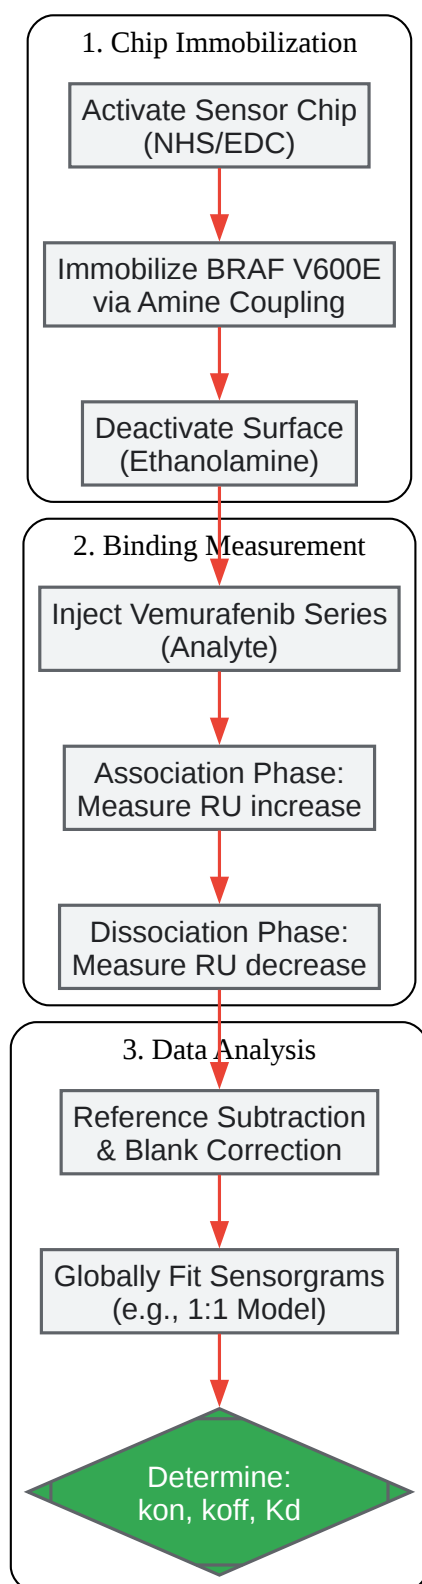 1. Chip Immobilization
Activate Sensor Chip
(NHS/EDC)
Immobilize BRAF V600E
via Amine Coupling
Deactivate Surface
(Ethanolamine)
2. Binding Measurement
Inject Vemurafenib Series
(Analyte)
Association Phase:
Measure RU increase
Dissociation Phase:
Measure RU decrease
3. Data Analysis
Reference Subtraction
& Blank Correction
Globally Fit Sensorgrams
(e.g., 1:1 Model)
Determine:
kon, koff, Kd